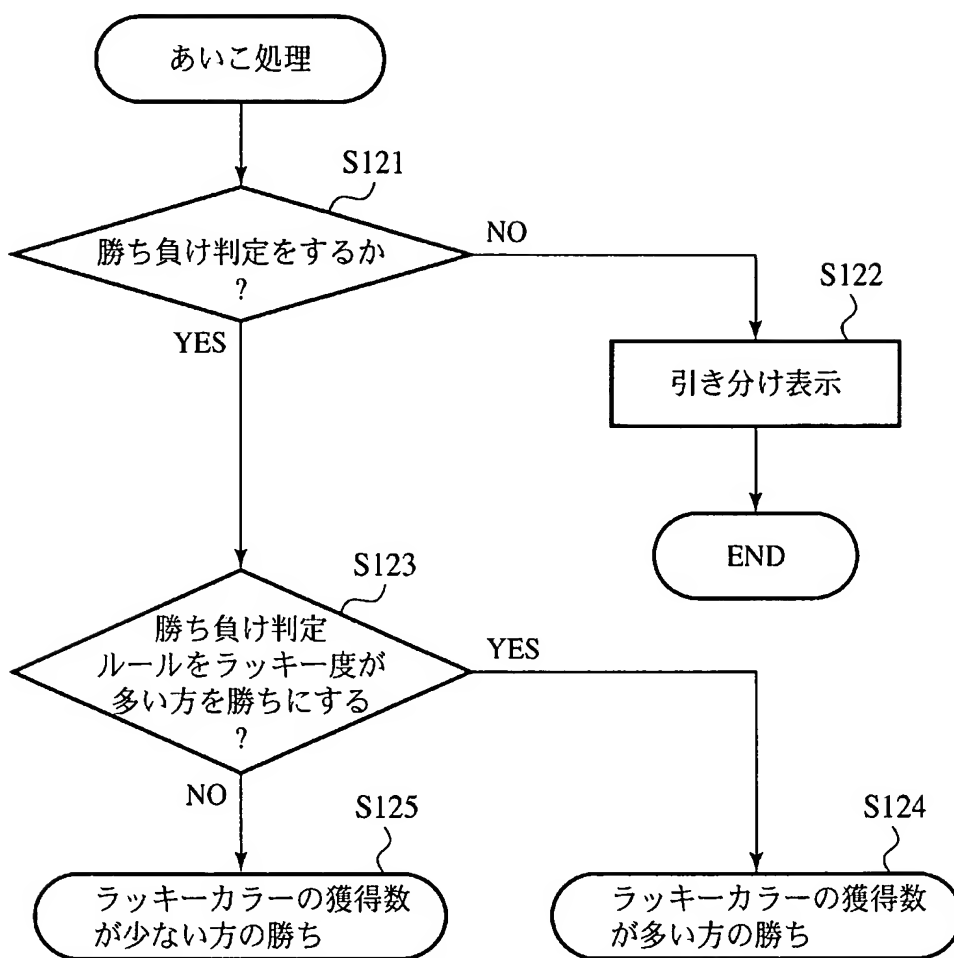 あいこ処理
S121
勝ち負け判定をするか
?
NO
YES
S122
引き分け表示
END
S123
勝ち負け判定
ルールをラッキー度が
多い方を勝ちにする
?
YES
NO
S125
ラッキーカラーの獲得数
が少ない方の勝ち
S124
ラッキーカラーの獲得数
が多い方の勝ち